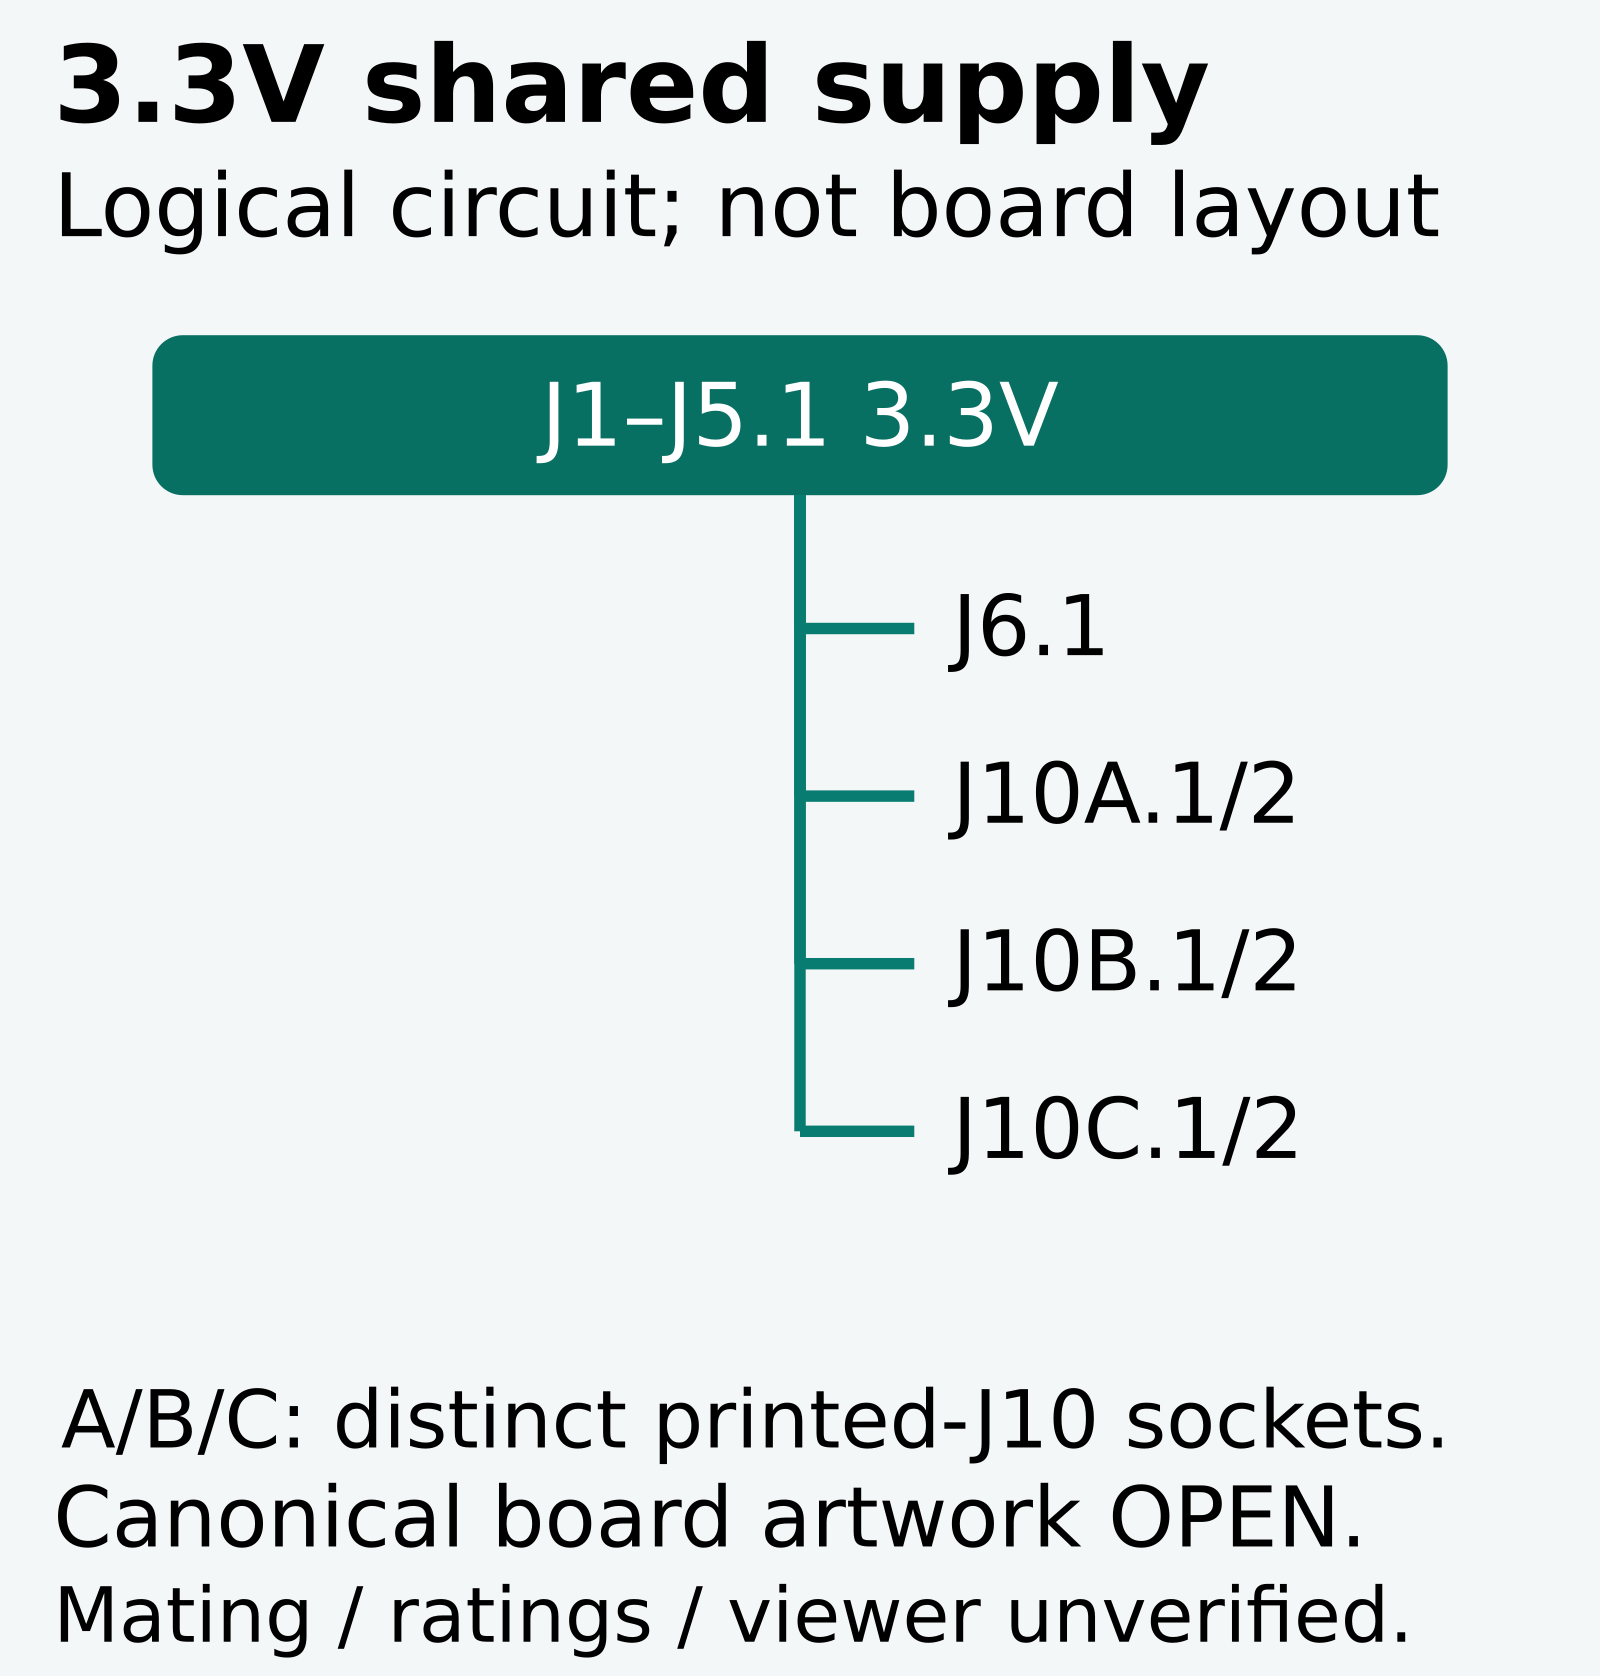 3.3V shared supply
Logical circuit; not board layout
J1–J5.1 3.3V
J6.1
J10A.1/2
J10B.1/2
J10C.1/2
A/B/C: distinct printed-J10 sockets.
Canonical board artwork OPEN.
Mating / ratings / viewer unverified.